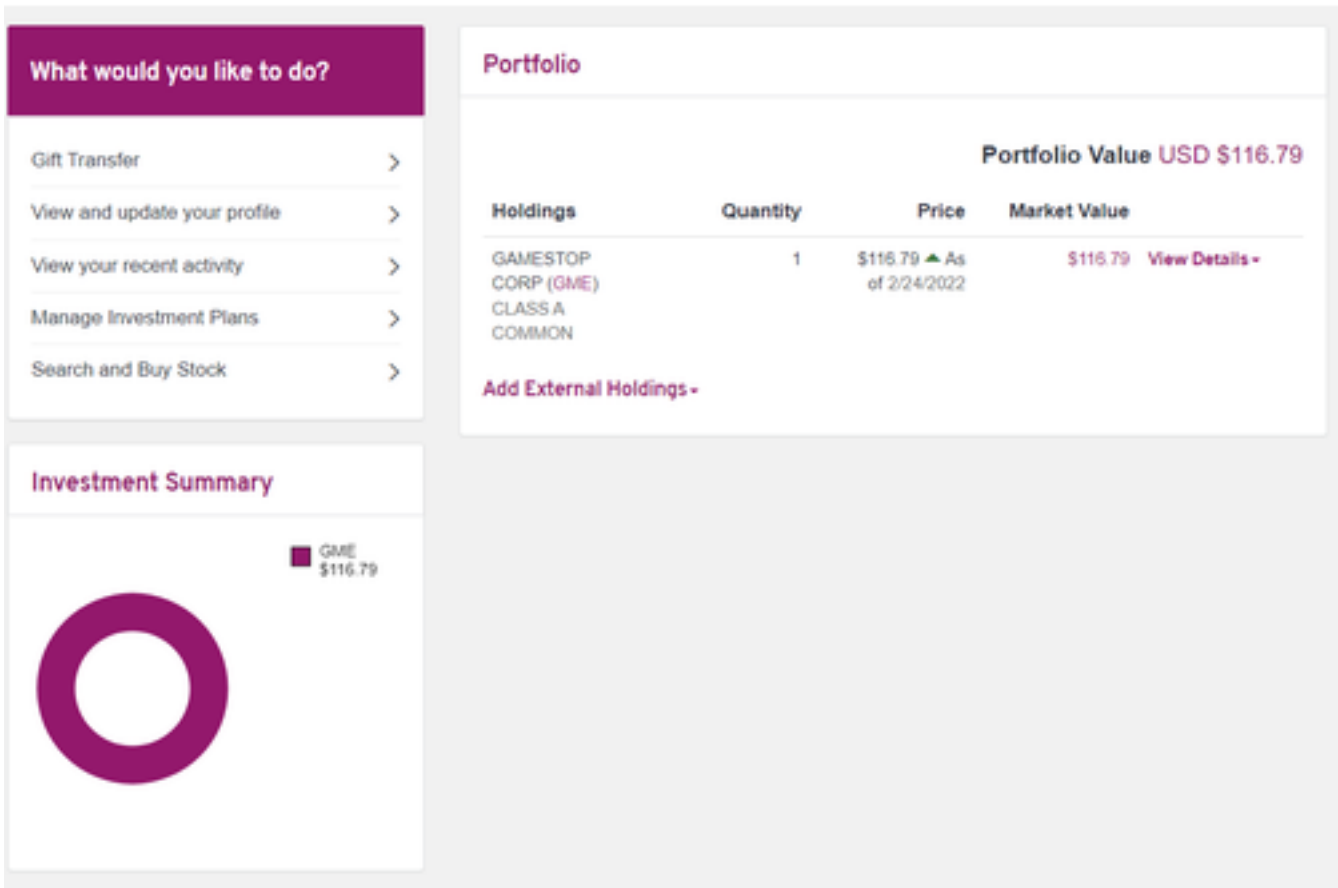 What would you like to do?
Gift Transfer
View and update your profile
View your recent activity
Manage Investment Plans
Search and Buy Stock
Portfolio
Portfolio Value USD $116.79
Holdings Quantity Price Market Value
GAMESTOP 1 $116.79 ▲ As $116.79 View Details
CORP (GME) of 2/24/2022
CLASS A
COMMON
Add External Holdings
Investment Summary
GME
$116.79